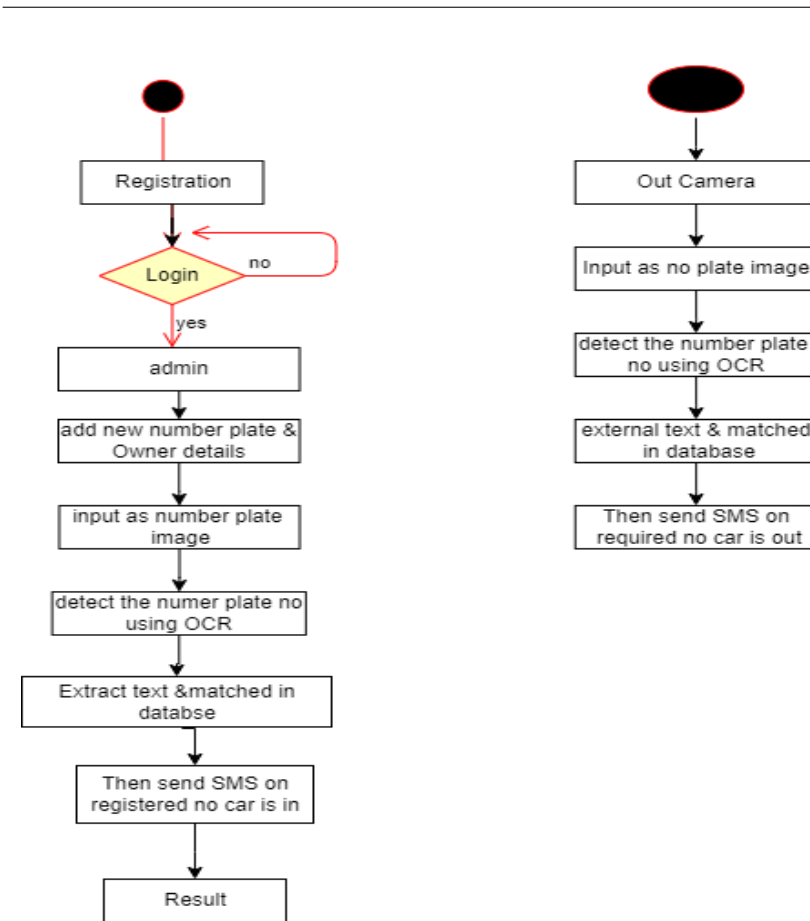 Registration
Login
no
yes
admin
add new number plate &
Owner details
input as number plate
image
detect the numer plate no
using OCR
Extract text &matched in
databse
Then send SMS on
registered no car is in
Result
Out Camera
Input as no plate image
detect the number plate
no using OCR
external text & matched
in database
Then send SMS on
required no car is out